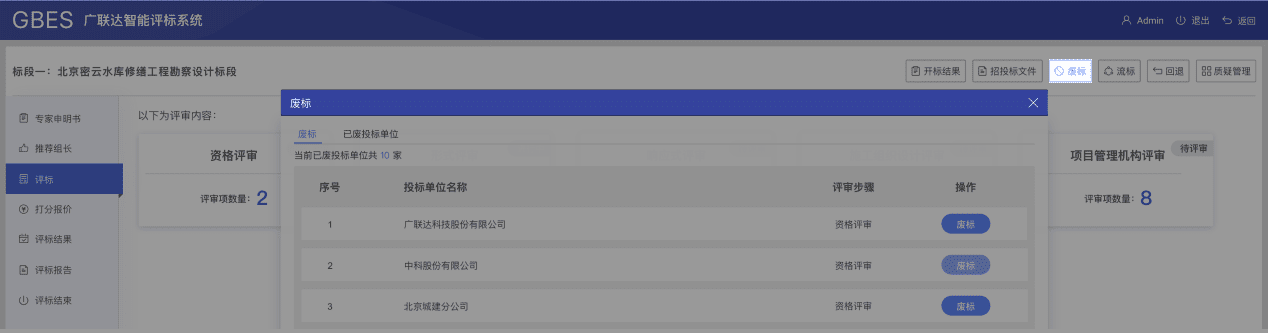 GBES 广联达智能评标系统
Admin 退出 返回
标段一：北京密云水库修缮工程勘察设计标段
开标结果 招投标文件 废标 流标 回退 质疑管理
专家申明书
推荐组长
评标
打分报价
评标结果
评标报告
评标结束
以下为评审内容：
资格评审
评审项数量：2
废标
废标 已废投标单位
当前已废投标单位共 10 家
序号 投标单位名称 评审步骤 操作
1 广联达科技股份有限公司 资格评审 废标
2 中科股份有限公司 资格评审 废标
3 北京城建分公司 资格评审 废标
项目管理机构评审 待评审
评审项数量：8